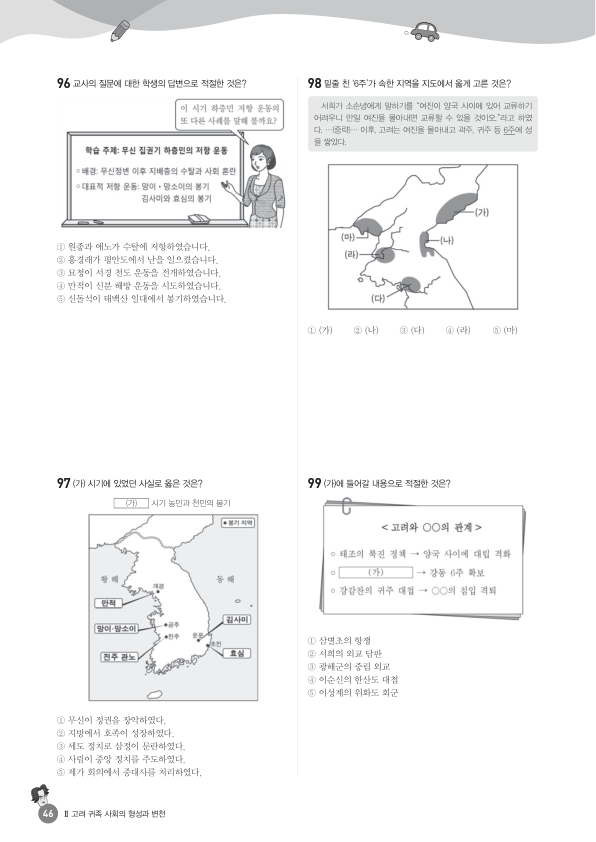 96 교사의 질문에 대한 학생의 답변으로 적절한 것은?
이 시기 하층민 저항 운동의
또 다른 사례를 말해 볼까요?
학습 주제: 무신 집권기 하층민의 저항 운동
○ 배경: 무신정변 이후 지배층의 수탈과 사회 혼란
○ 대표적 저항 운동: 망이·망소이의 봉기
김사미와 효심의 봉기
① 원종과 애노가 수탈에 저항하였습니다.
② 홍경래가 평안도에서 난을 일으켰습니다.
③ 묘청이 서경 천도 운동을 전개하였습니다.
④ 만적이 신분 해방 운동을 시도하였습니다.
⑤ 신돌석이 태백산 일대에서 봉기하였습니다.
97 (가) 시기에 있었던 사실로 옳은 것은?
(가) 시기 농민과 천민의 봉기
● 봉기 지역
황 해
동 해
개경
만적
망이·망소이
공주
전주
전주 관노
김사미
운문
초전
효심
① 무신이 정권을 장악하였다.
② 지방에서 호족이 성장하였다.
③ 세도 정치로 삼정이 문란하였다.
④ 사림이 중앙 정치를 주도하였다.
⑤ 제가 회의에서 중대사를 처리하였다.
98 밑줄 친 '6주'가 속한 지역을 지도에서 옳게 고른 것은?
서희가 소손녕에게 말하기를 "여진이 양국 사이에 있어 교류하기
어려우니 만일 여진을 몰아내면 교류할 수 있을 것이오."라고 하였
다. …(중략)… 이후, 고려는 여진을 몰아내고 곽주, 귀주 등 6주에 성
을 쌓았다.
(가)
(마)
(나)
(라)
(다)
① (가) ② (나) ③ (다) ④ (라) ⑤ (마)
99 (가)에 들어갈 내용으로 적절한 것은?
< 고려와 ○○의 관계 >
○ 태조의 북진 정책 → 양국 사이에 대립 격화
○ (가) → 강동 6주 확보
○ 강감찬의 귀주 대첩 → ○○의 침입 격퇴
① 삼별초의 항쟁
② 서희의 외교 담판
③ 광해군의 중립 외교
④ 이순신의 한산도 대첩
⑤ 이성계의 위화도 회군
46 Ⅱ 고려 귀족 사회의 형성과 변천